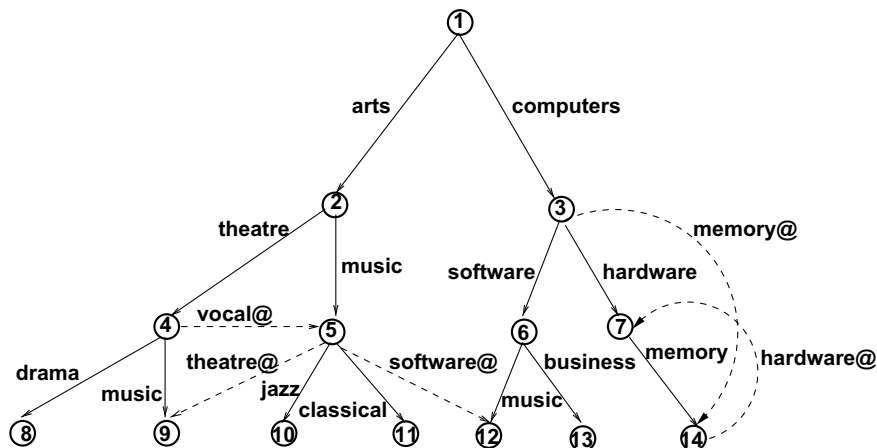 1
arts
computers
2
3
theatre
memory@
music
software
hardware
vocal@
4
5
6
7
theatre@
software@
business
memory
hardware@
drama
music
jazz
classical
music
8
9
10
11
12
13
14